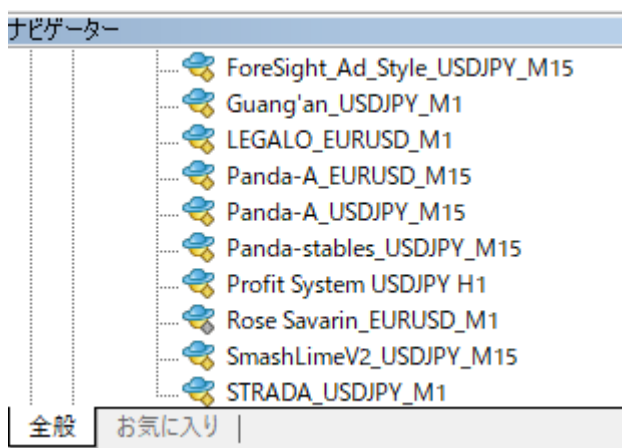 ナビゲーター
ForeSight_Ad_Style_USDJPY_M15
Guang'an_USDJPY_M1
LEGALO_EURUSD_M1
Panda-A_EURUSD_M15
Panda-A_USDJPY_M15
Panda-stables_USDJPY_M15
Profit System USDJPY H1
Rose Savarin_EURUSD_M1
SmashLimeV2_USDJPY_M15
STRADA_USDJPY_M1
全般 お気に入り